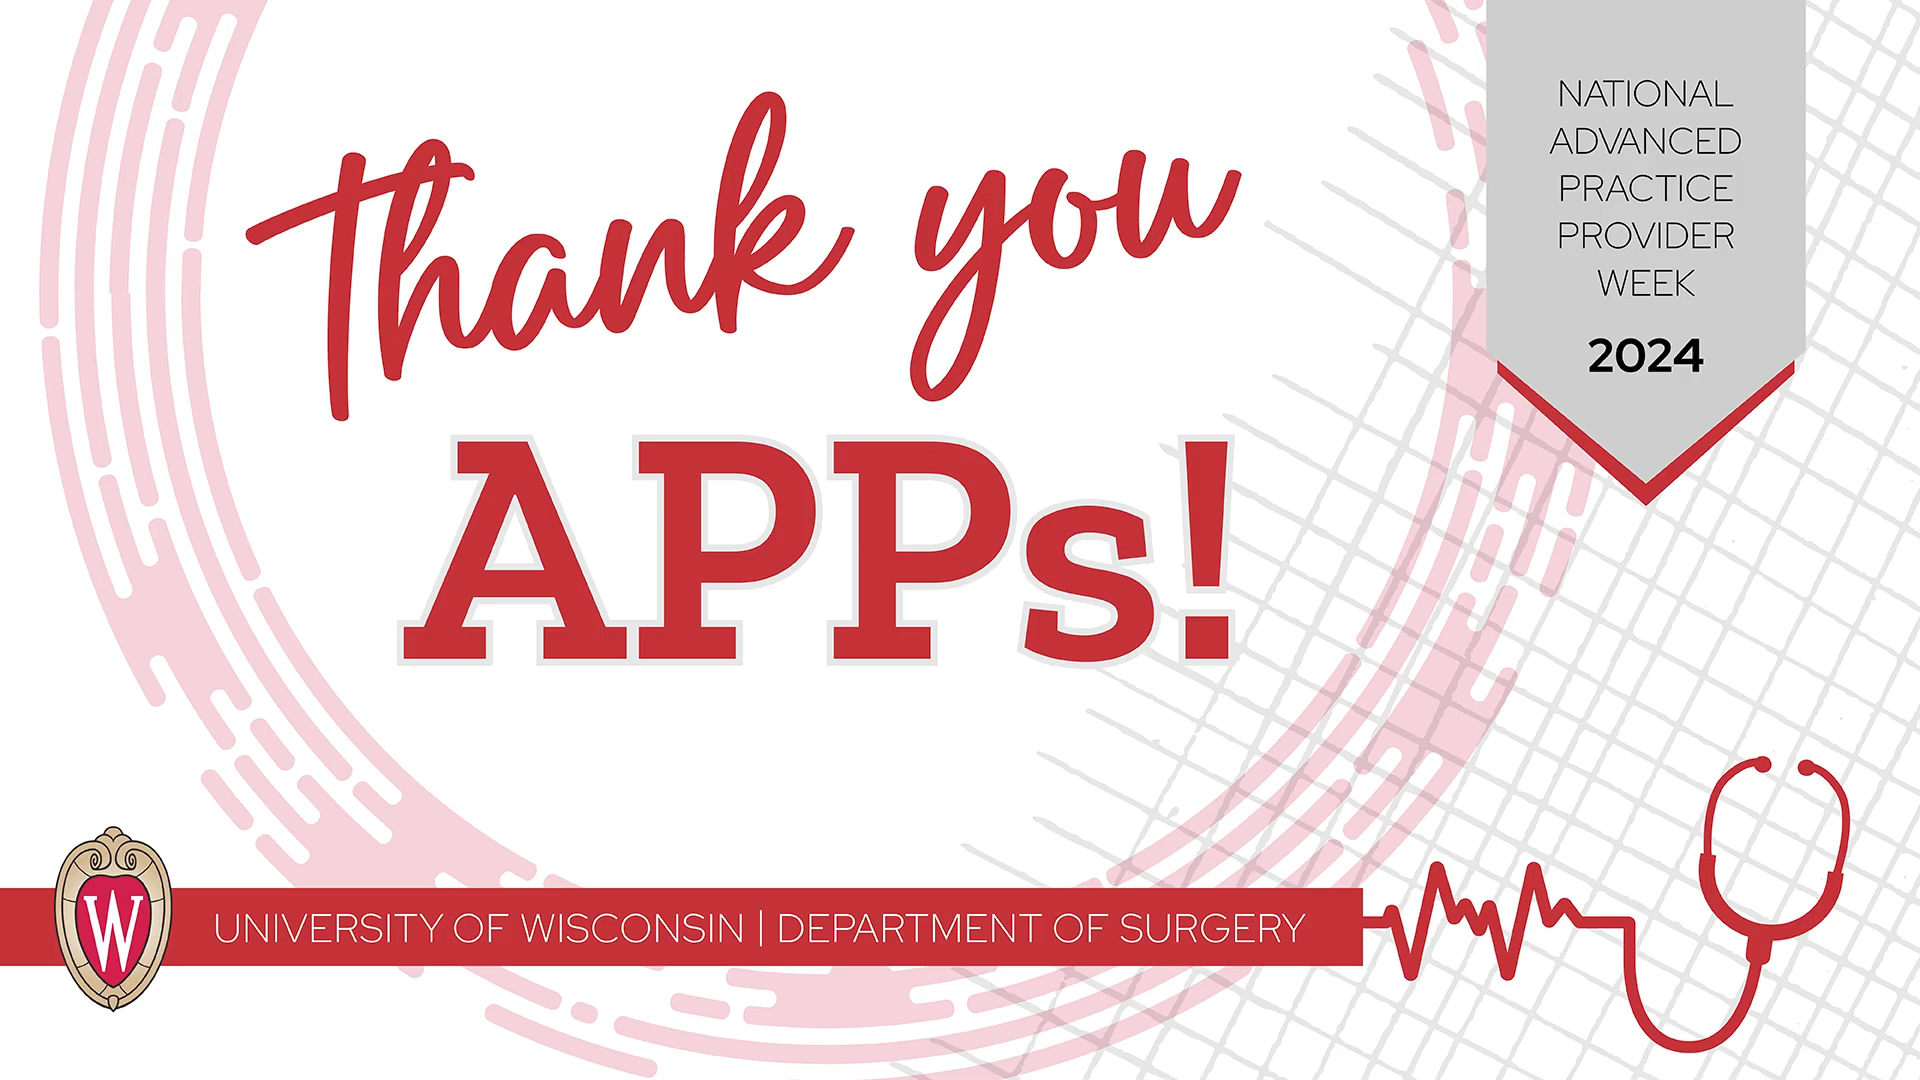 Thank you
APPs!
NATIONAL
ADVANCED
PRACTICE
PROVIDER
WEEK
2024
W
UNIVERSITY OF WISCONSIN | DEPARTMENT OF SURGERY